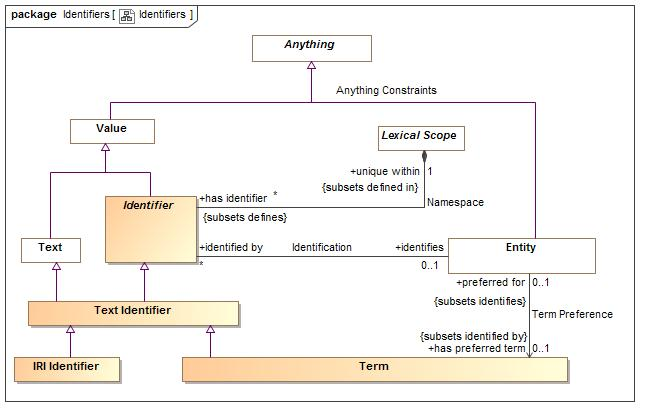 package Identifiers [ Identifiers ]
Anything
Anything Constraints
Value
Lexical Scope
+unique within 1
{subsets defined in}
+has identifier *
Namespace
Identifier
{subsets defines}
Text
+identified by Identification +identifies
* 0..1
Entity
+preferred for 0..1
{subsets identifies}
Text Identifier
Term Preference
{subsets identified by}
+has preferred term 0..1
IRI Identifier
Term